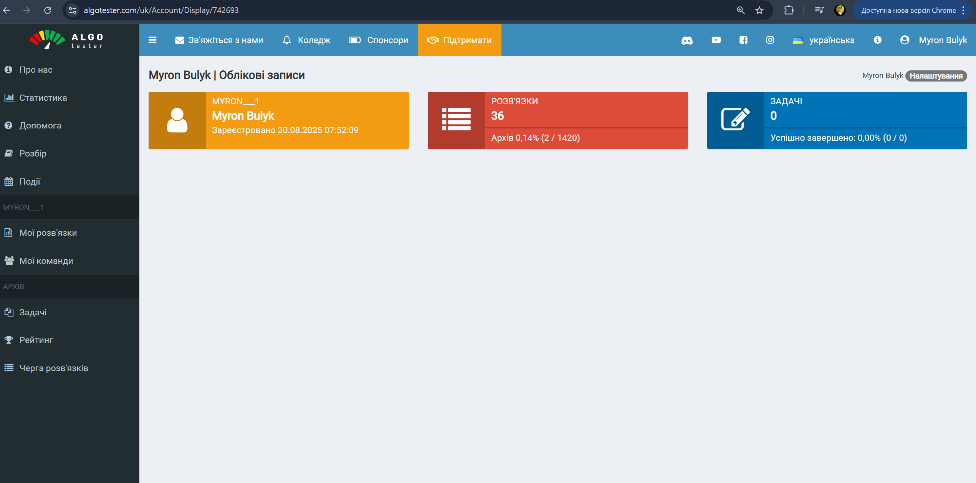 algotester.com/uk/Account/Display/742693
Доступна нова версія Chrome
ALGO
tester
Зв'яжіться з нами
Коледж
Спонсори
Підтримати
українська
Myron Bulyk
Про нас
Статистика
Допомога
Розбір
Події
MYRON___1
Мої розв'язки
Мої команди
АРХІВ
Задачі
Рейтинг
Черга розв'язків
Myron Bulyk | Облікові записи
Myron Bulyk Налаштування
MYRON___1
Myron Bulyk
Зареєстровано 30.08.2025 07:52:09
РОЗВ'ЯЗКИ
36
Архів 0,14% (2 / 1420)
ЗАДАЧІ
0
Успішно завершено: 0,00% (0 / 0)